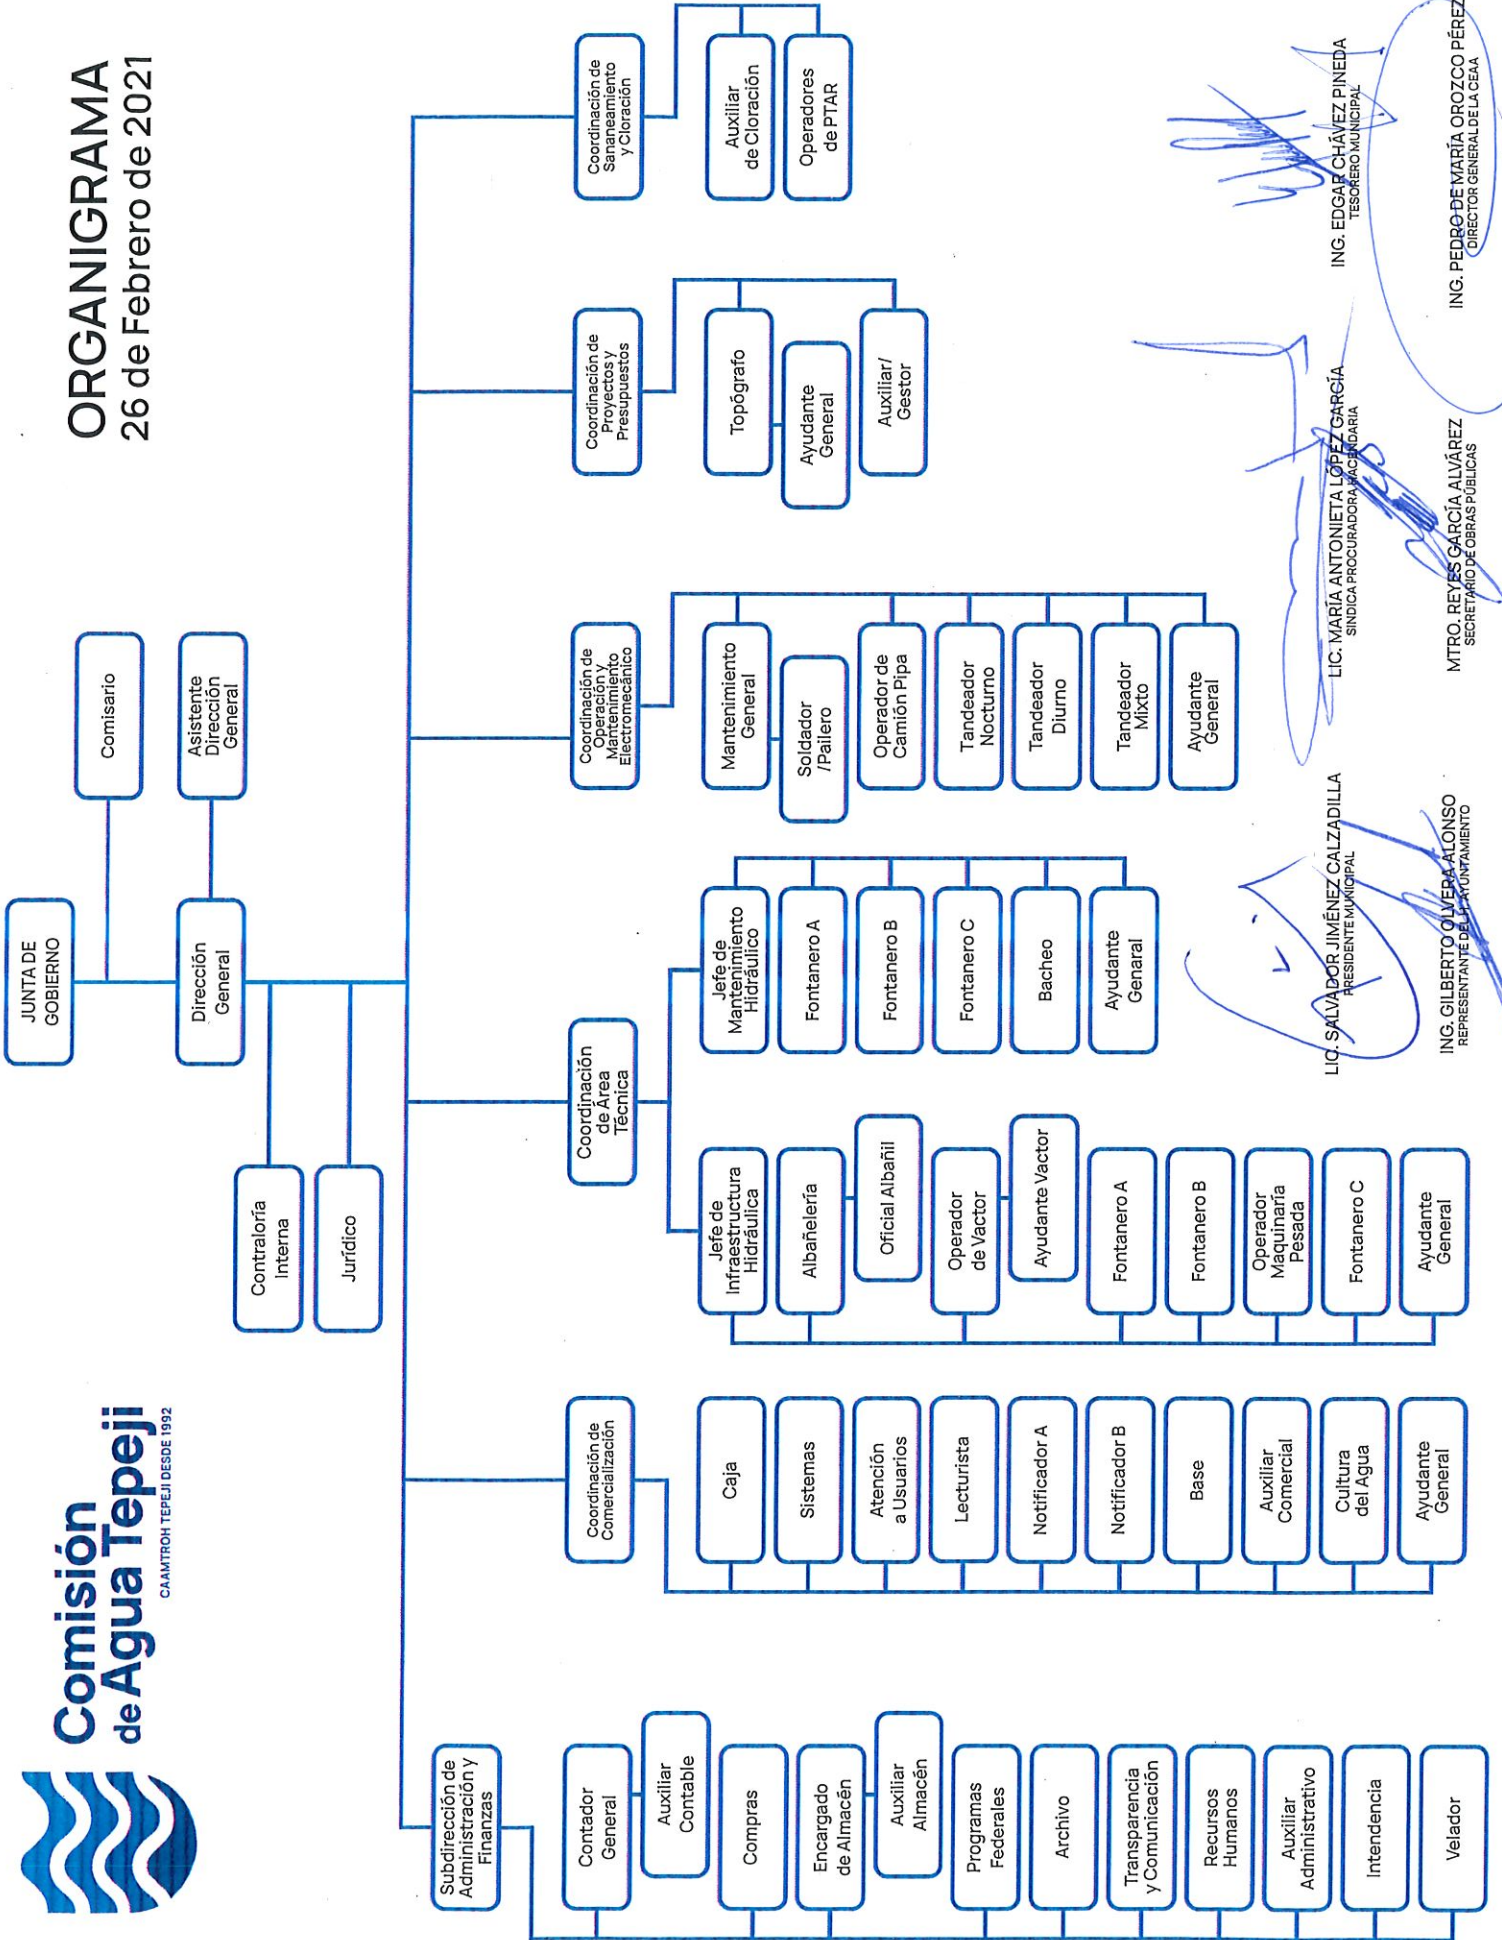 Comisión
de Agua Tepeji
CAAMTROH TEPEJI DESDE 1992
ORGANIGRAMA
26 de Febrero de 2021
JUNTA DE
GOBIERNO
Comisario
Dirección
General
Asistente
Dirección
General
Contraloría
Interna
Jurídico
Subdirección de
Administración y
Finanzas
Contador
General
Auxiliar
Contable
Compras
Encargado
de Almacén
Auxiliar
Almacén
Programas
Federales
Archivo
Transparencia
y Comunicación
Recursos
Humanos
Auxiliar
Administrativo
Intendencia
Velador
Coordinación de
Comercialización
Caja
Sistemas
Atención
a Usuarios
Lecturista
Notificador A
Notificador B
Base
Auxiliar
Comercial
Cultura
del Agua
Ayudante
General
Coordinación
de Área
Técnica
Jefe de
Infraestructura
Hidráulica
Albañelería
Oficial Albañil
Operador
de Vactor
Ayudante Vactor
Fontanero A
Fontanero B
Operador
Maquinaría
Pesada
Fontanero C
Ayudante
General
Jefe de
Mantenimiento
Hidráulico
Fontanero A
Fontanero B
Fontanero C
Bacheo
Ayudante
Genaral
Coordinación de
Operación y
Mantenimiento
Electromecánico
Mantenimiento
General
Soldador
/Pailero
Operador de
Camión Pipa
Tandeador
Nocturno
Tandeador
Diurno
Tandeador
Mixto
Ayudante
General
Coordinación de
Proyectos y
Presupuestos
Topógrafo
Ayudante
General
Auxiliar/
Gestor
Coordinación de
Sananeamiento
y Cloración
Auxiliar
de Cloración
Operadores
de PTAR
LIC. SALVADOR JIMÉNEZ CALZADILLA
PRESIDENTE MUNICIPAL
LIC. MARÍA ANTONIETA LÓPEZ GARCÍA
SINDICA PROCURADORA HACENDARIA
ING. EDGAR CHÁVEZ PINEDA
TESORERO MUNICIPAL
ING. GILBERTO OLVERA ALONSO
REPRESENTANTE DEL H. AYUNTAMIENTO
MTRO. REYES GARCÍA ALVÁREZ
SECRETARIO DE OBRAS PÚBLICAS
ING. PEDRO DE MARÍA OROZCO PÉREZ
DIRECTOR GENERAL DE LA CEAA